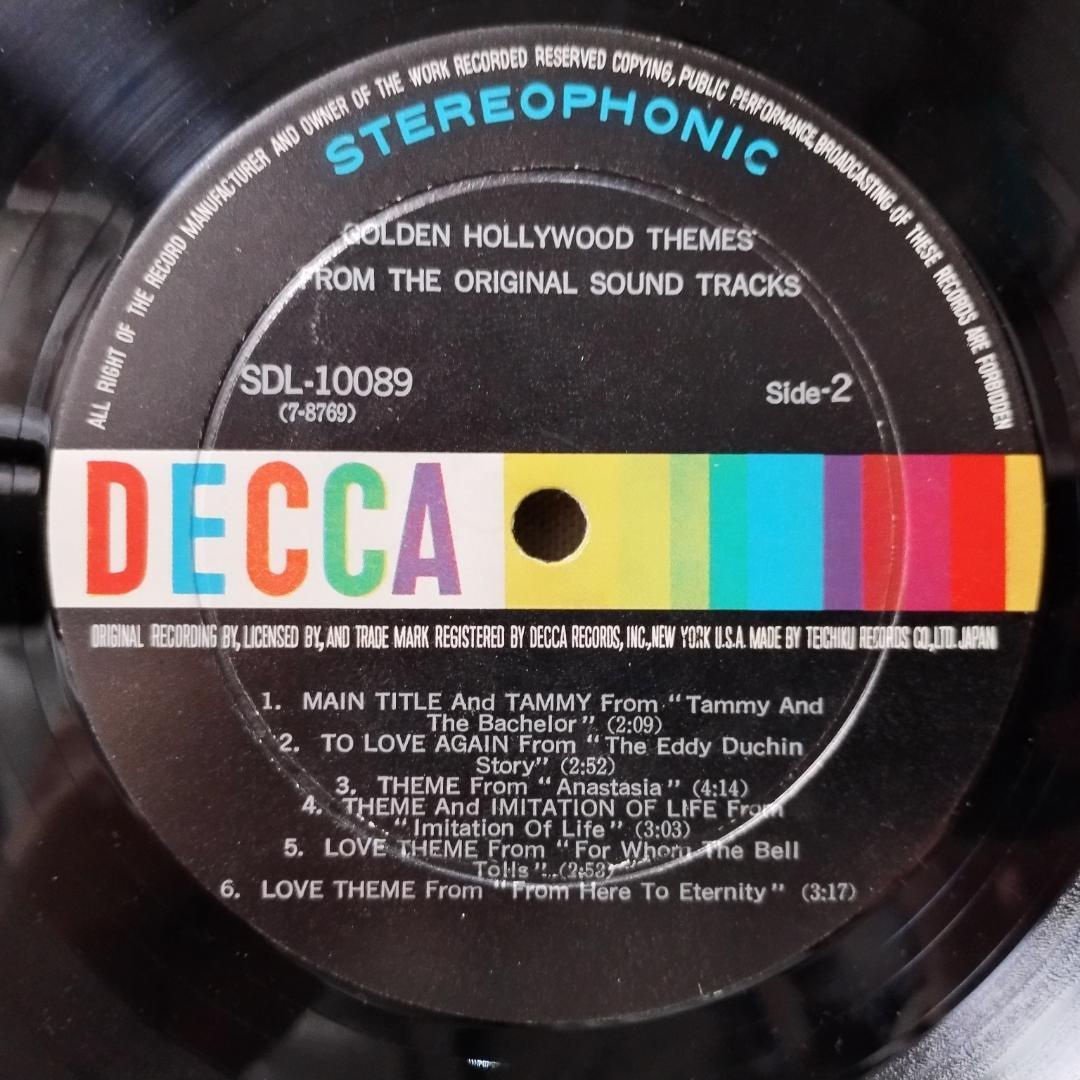 ALL RIGHT OF THE RECORD MANUFACTURER AND OWNER OF THE WORK RECORDED RESERVED COPYING, PUBLIC PERFORMANCE, BROADCASTING OF THESE RECORDS ARE FORBIDDEN
STEREOPHONIC
GOLDEN HOLLYWOOD THEMES
FROM THE ORIGINAL SOUND TRACKS
SDL-10089
(7-8769)
Side-2
DECCA
ORIGINAL RECORDING BY, LICENSED BY, AND TRADE MARK REGISTERED BY DECCA RECORDS, INC., NEW YORK U.S.A. MADE BY TEICHIKU RECORDS CO., LTD. JAPAN
1. MAIN TITLE And TAMMY From "Tammy And
The Bachelor" (2:09)
2. TO LOVE AGAIN From "The Eddy Duchin
Story" (2:52)
3. THEME From "Anastasia" (4:14)
4. THEME And IMITATION OF LIFE From
"Imitation Of Life" (3:03)
5. LOVE THEME From "For Whom The Bell
Tolls" (2:53)
6. LOVE THEME From "From Here To Eternity" (3:17)